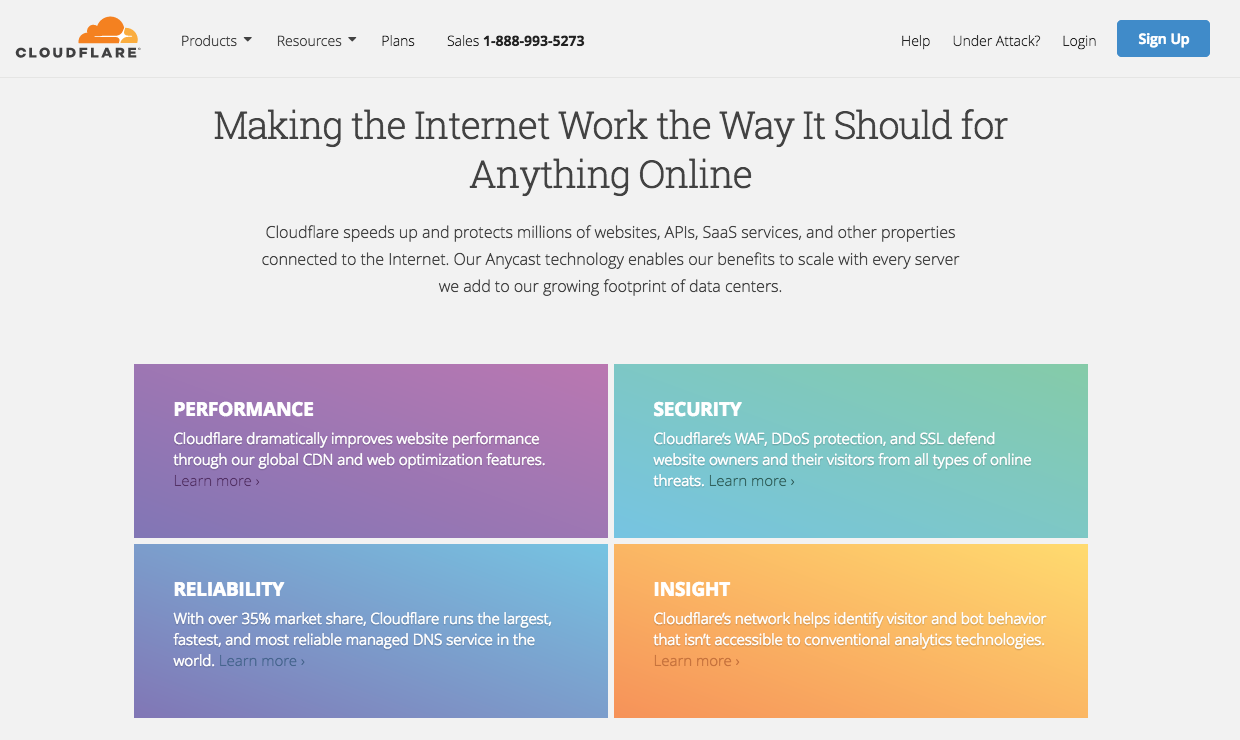 CLOUDFLARE
Products Resources Plans Sales 1-888-993-5273 Help Under Attack? Login Sign Up
Making the Internet Work the Way It Should for
Anything Online
Cloudflare speeds up and protects millions of websites, APIs, SaaS services, and other properties
connected to the Internet. Our Anycast technology enables our benefits to scale with every server
we add to our growing footprint of data centers.
PERFORMANCE
Cloudflare dramatically improves website performance
through our global CDN and web optimization features.
Learn more ›
SECURITY
Cloudflare’s WAF, DDoS protection, and SSL defend
website owners and their visitors from all types of online
threats. Learn more ›
RELIABILITY
With over 35% market share, Cloudflare runs the largest,
fastest, and most reliable managed DNS service in the
world. Learn more ›
INSIGHT
Cloudflare’s network helps identify visitor and bot behavior
that isn’t accessible to conventional analytics technologies.
Learn more ›